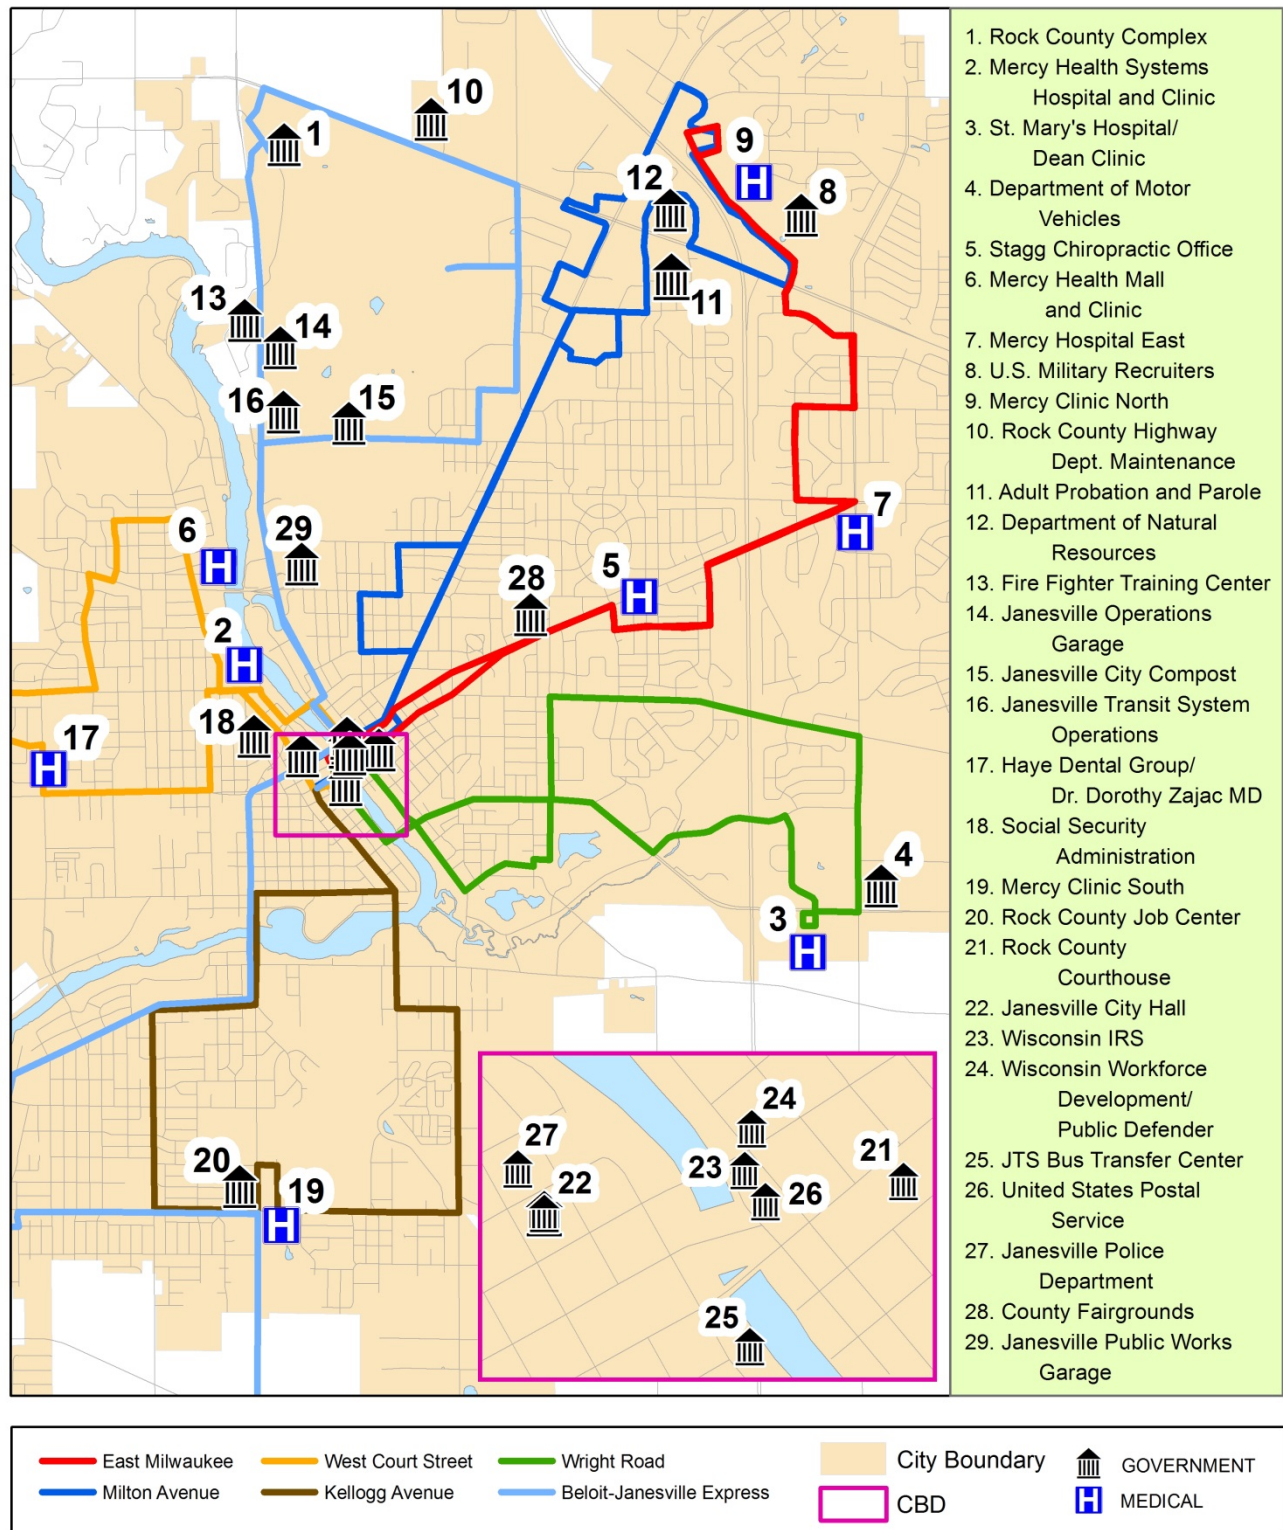 10
1
9
12
8
11
13
14
16
15
7
6
29
5
28
2
18
17
4
3
20
19
24
27
23
21
22
26
25
1. Rock County Complex
2. Mercy Health Systems
Hospital and Clinic
3. St. Mary's Hospital/
Dean Clinic
4. Department of Motor
Vehicles
5. Stagg Chiropractic Office
6. Mercy Health Mall
and Clinic
7. Mercy Hospital East
8. U.S. Military Recruiters
9. Mercy Clinic North
10. Rock County Highway
Dept. Maintenance
11. Adult Probation and Parole
12. Department of Natural
Resources
13. Fire Fighter Training Center
14. Janesville Operations
Garage
15. Janesville City Compost
16. Janesville Transit System
Operations
17. Haye Dental Group/
Dr. Dorothy Zajac MD
18. Social Security
Administration
19. Mercy Clinic South
20. Rock County Job Center
21. Rock County
Courthouse
22. Janesville City Hall
23. Wisconsin IRS
24. Wisconsin Workforce
Development/
Public Defender
25. JTS Bus Transfer Center
26. United States Postal
Service
27. Janesville Police
Department
28. County Fairgrounds
29. Janesville Public Works
Garage
H
H
H
H
H
H
H
H
East Milwaukee
West Court Street
Wright Road
City Boundary
GOVERNMENT
Milton Avenue
Kellogg Avenue
Beloit-Janesville Express
CBD
H MEDICAL